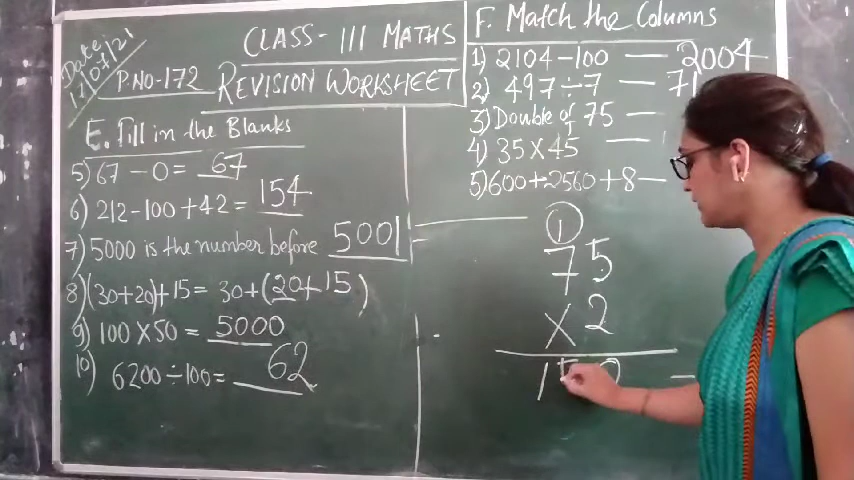 Date: 17/07/21
CLASS- III MATHS
P.NO-172 REVISION WORKSHEET
E. Fill in the Blanks
5) 67 - 0 = 67
6) 212-100+42 = 154
7) 5000 is the number before 5001
8) (30+20)+15 = 30+(20+15)
9) 100 X 50 = 5000
10) 6200 ÷ 100 = 62
F. Match the Columns
1) 2104-100 — 2004
2) 497÷7 — 71
3) Double of 75 —
4) 35X45 —
5) 600+2560+8 —
1
75
X 2
150